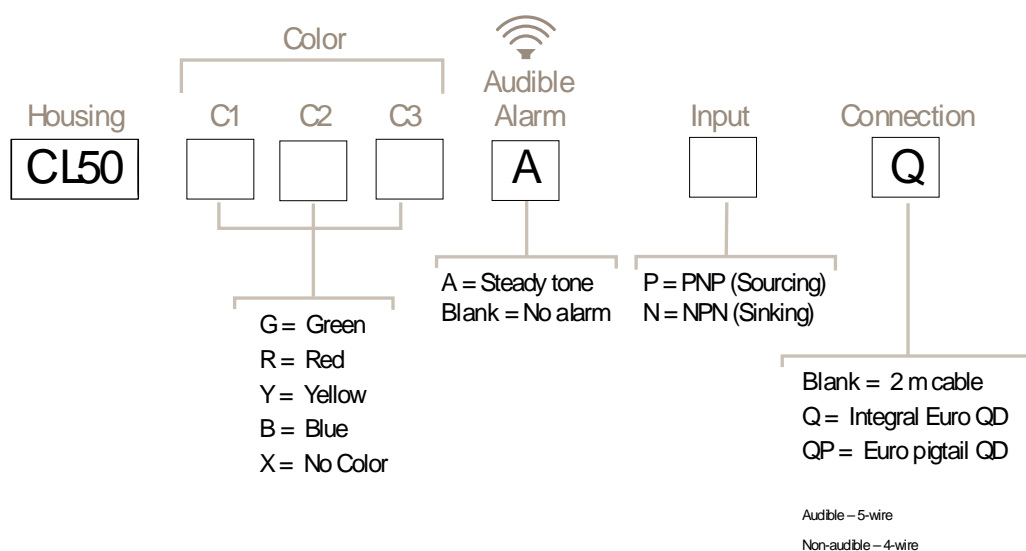 Color
Audible
Alarm
Housing
C1
C2
C3
Input
Connection
CL50
A
Q
A = Steady tone
Blank = No alarm
P = PNP (Sourcing)
N = NPN (Sinking)
G = Green
R = Red
Y = Yellow
B = Blue
X = No Color
Blank = 2 m cable
Q = Integral Euro QD
QP = Euro pigtail QD
Audible – 5-wire
Non-audible – 4-wire